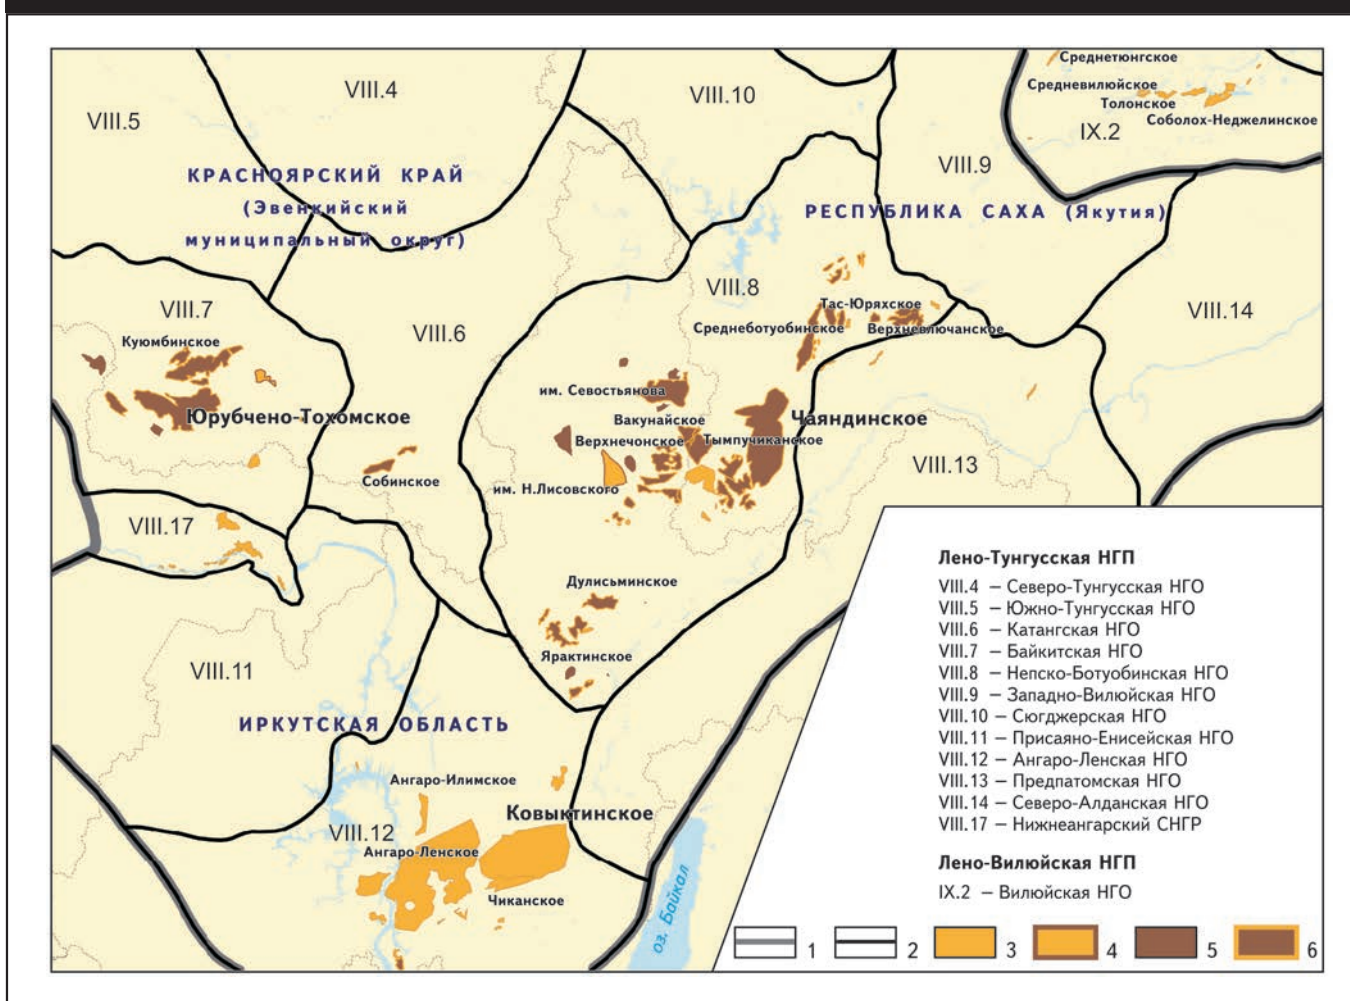 Среднетюнгское
VIII.4
Средневилюйское
VIII.10
Толонское
VIII.5
Соболох-Неджелинское
IX.2
VIII.9
КРАСНОЯРСКИЙ КРАЙ
(Эвенкийский
муниципальный округ)
РЕСПУБЛИКА САХА (Якутия)
VIII.8
VIII.7
Тас-Юряхское
VIII.14
Куюмбинское
VIII.6
Среднеботуобинское
Верхневлючанское
им. Севостьянова
Юрубчено-Тохомское
Вакунайское
Чаяндинское
Верхнечонское
Тымпучиканское
VIII.13
Собинское
им. Н.Лисовского
VIII.17
Дулисьминское
Ярактинское
VIII.11
ИРКУТСКАЯ ОБЛАСТЬ
Ангаро-Илимское
Ковыктинское
VIII.12
Ангаро-Ленское
Чиканское
оз. Байкал
Лено-Тунгусская НГП
VIII.4 – Северо-Тунгусская НГО
VIII.5 – Южно-Тунгусская НГО
VIII.6 – Катангская НГО
VIII.7 – Байкитская НГО
VIII.8 – Непско-Ботуобинская НГО
VIII.9 – Западно-Вилюйская НГО
VIII.10 – Сюгджерская НГО
VIII.11 – Присаяно-Енисейская НГО
VIII.12 – Ангаро-Ленская НГО
VIII.13 – Предпатомская НГО
VIII.14 – Северо-Алданская НГО
VIII.17 – Нижнеангарский СНГР
Лено-Вилюйская НГП
IX.2 – Вилюйская НГО
1 2 3 4 5 6